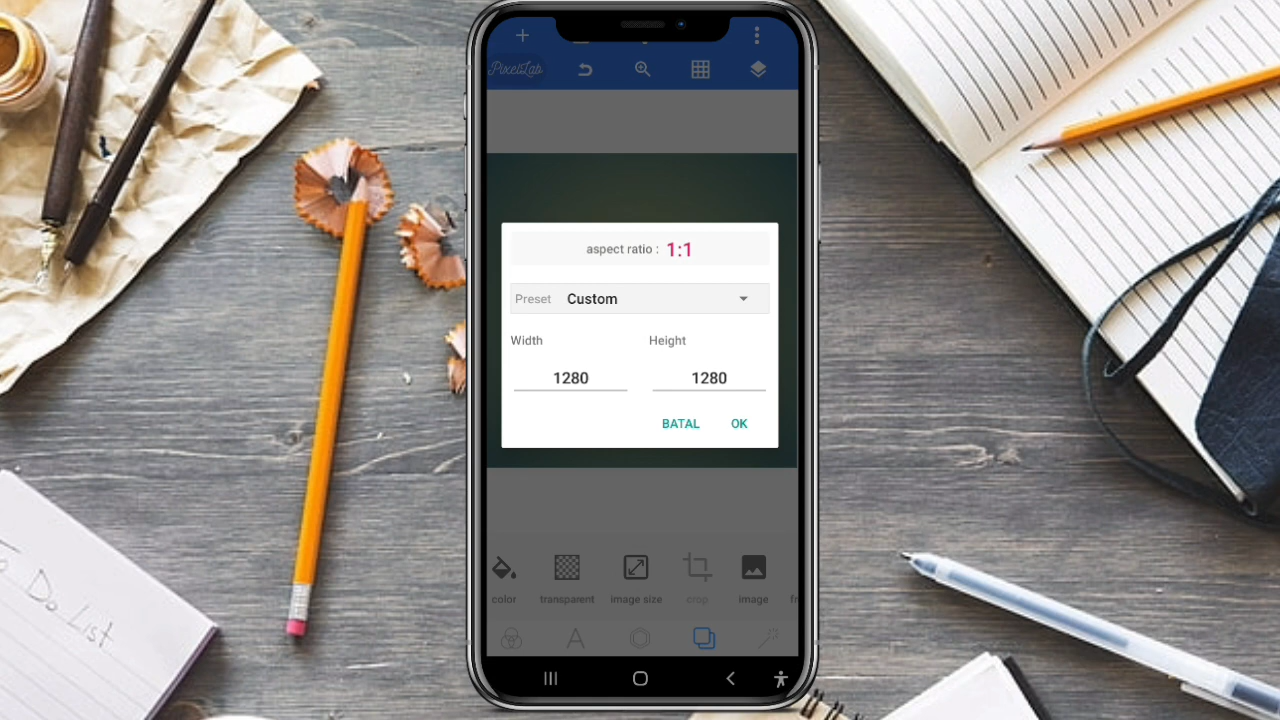 PixelLab
aspect ratio : 1:1
Preset Custom
Width Height
1280 1280
BATAL OK
color transparent image size crop image
To Do List